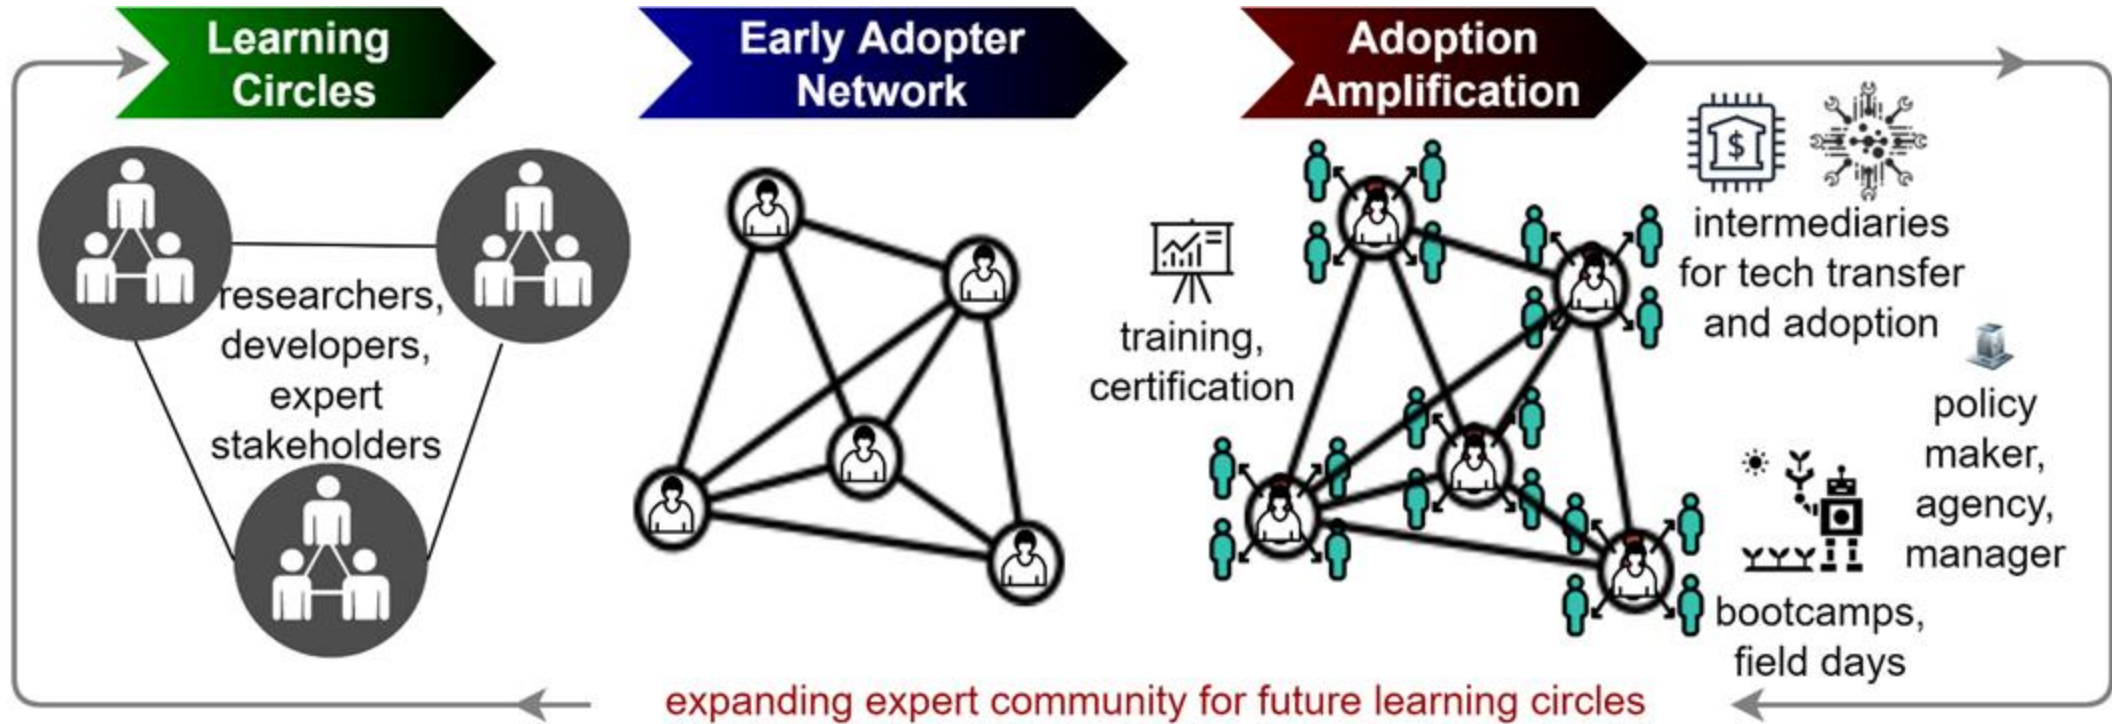 Learning
Circles
Early Adopter
Network
Adoption
Amplification
researchers,
developers,
expert
stakeholders
training,
certification
$
intermediaries
for tech transfer
and adoption
policy
maker,
agency,
manager
bootcamps,
field days
expanding expert community for future learning circles